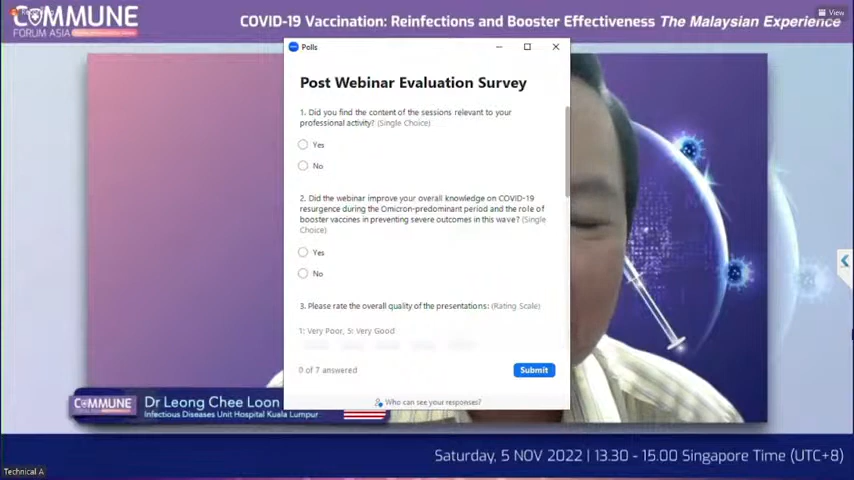 COMMUNE
FORUM ASIA
COVID-19 Vaccination: Reinfections and Booster Effectiveness The Malaysian Experience
View
Polls
Post Webinar Evaluation Survey
1. Did you find the content of the sessions relevant to your
professional activity? (Single Choice)
Yes
No
2. Did the webinar improve your overall knowledge on COVID-19
resurgence during the Omicron-predominant period and the role of
booster vaccines in preventing severe outcomes in this wave? (Single
Choice)
Yes
No
3. Please rate the overall quality of the presentations: (Rating Scale)
1: Very Poor, 5: Very Good
0 of 7 answered
Submit
Who can see your responses?
COMMUNE
Dr Leong Chee Loon
Infectious Diseases Unit Hospital Kuala Lumpur
Saturday, 5 NOV 2022 | 13.30 - 15.00 Singapore Time (UTC+8)
Technical A